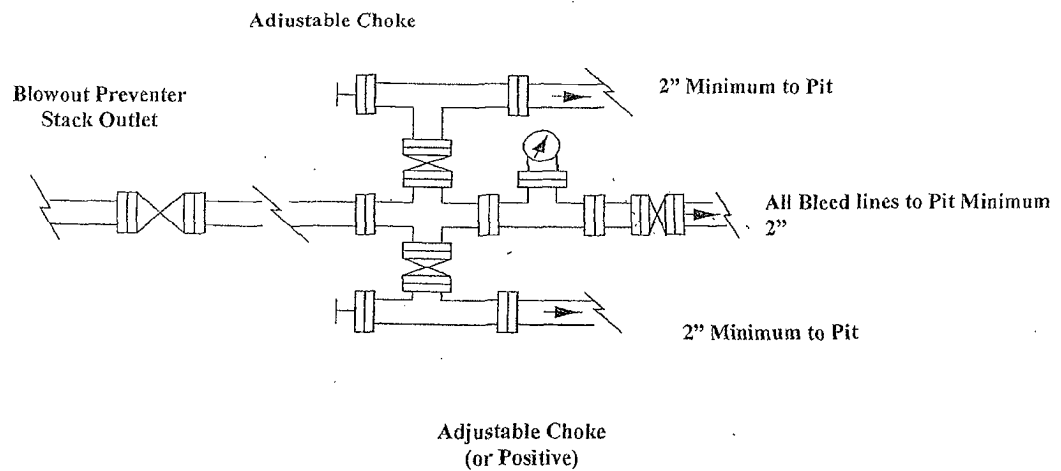 Adjustable Choke
Blowout Preventer
Stack Outlet
2" Minimum to Pit
All Bleed lines to Pit Minimum
2"
2" Minimum to Pit
Adjustable Choke
(or Positive)